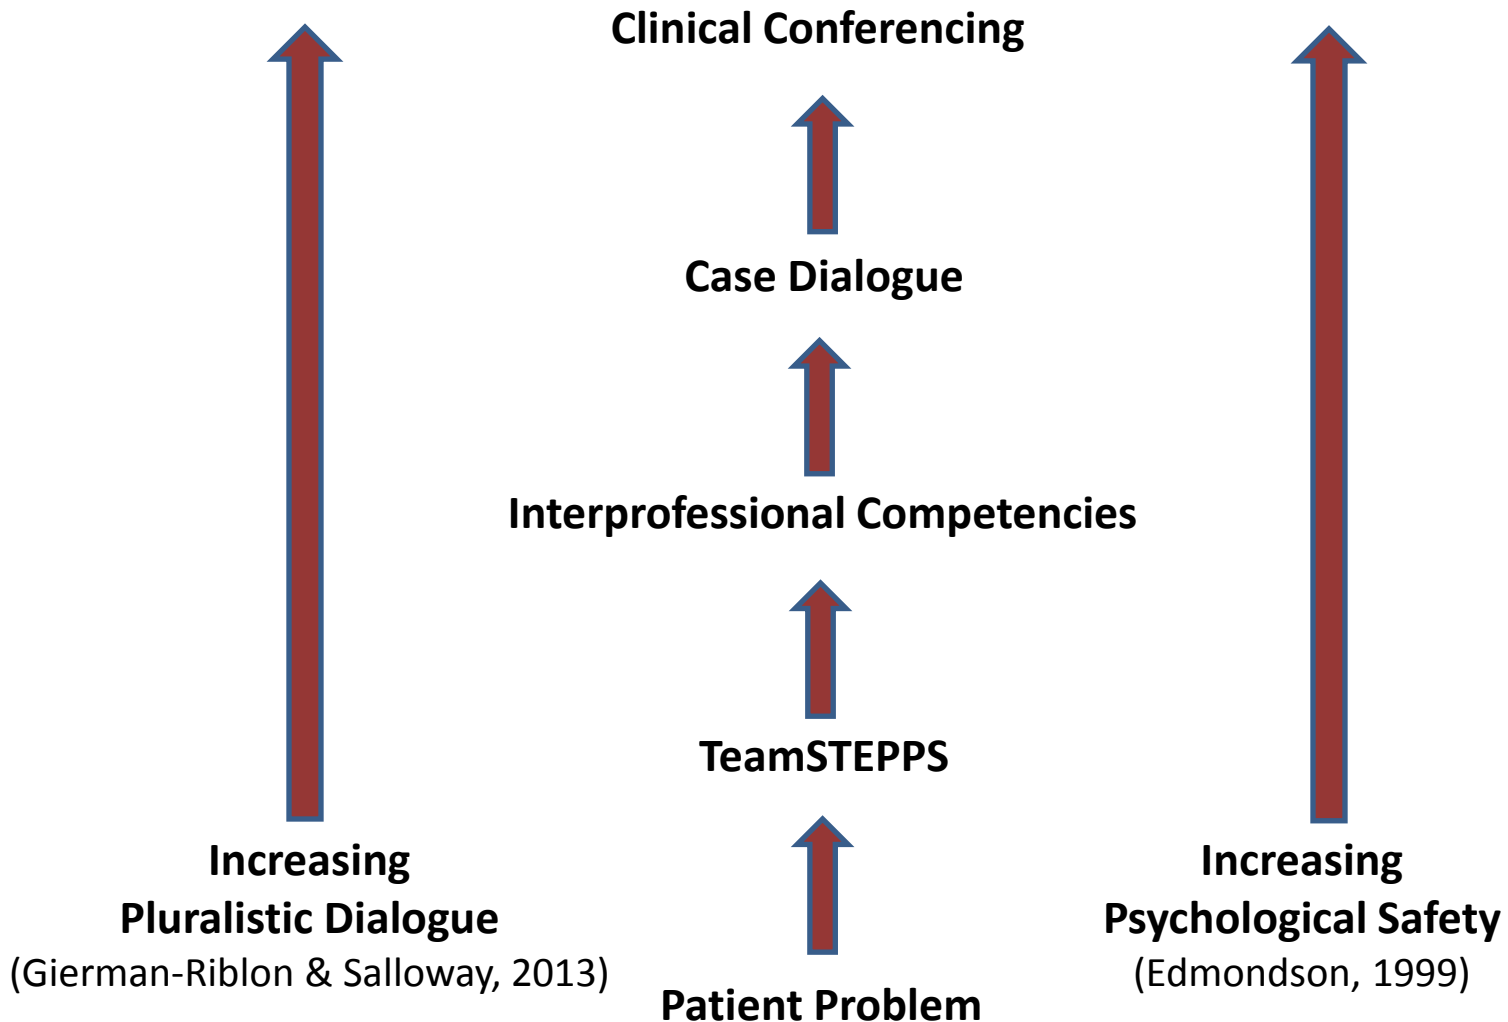 Clinical Conferencing
Case Dialogue
Interprofessional Competencies
TeamSTEPPS
Increasing
Pluralistic Dialogue
(Gierman-Riblon & Salloway, 2013)
Patient Problem
Increasing
Psychological Safety
(Edmondson, 1999)